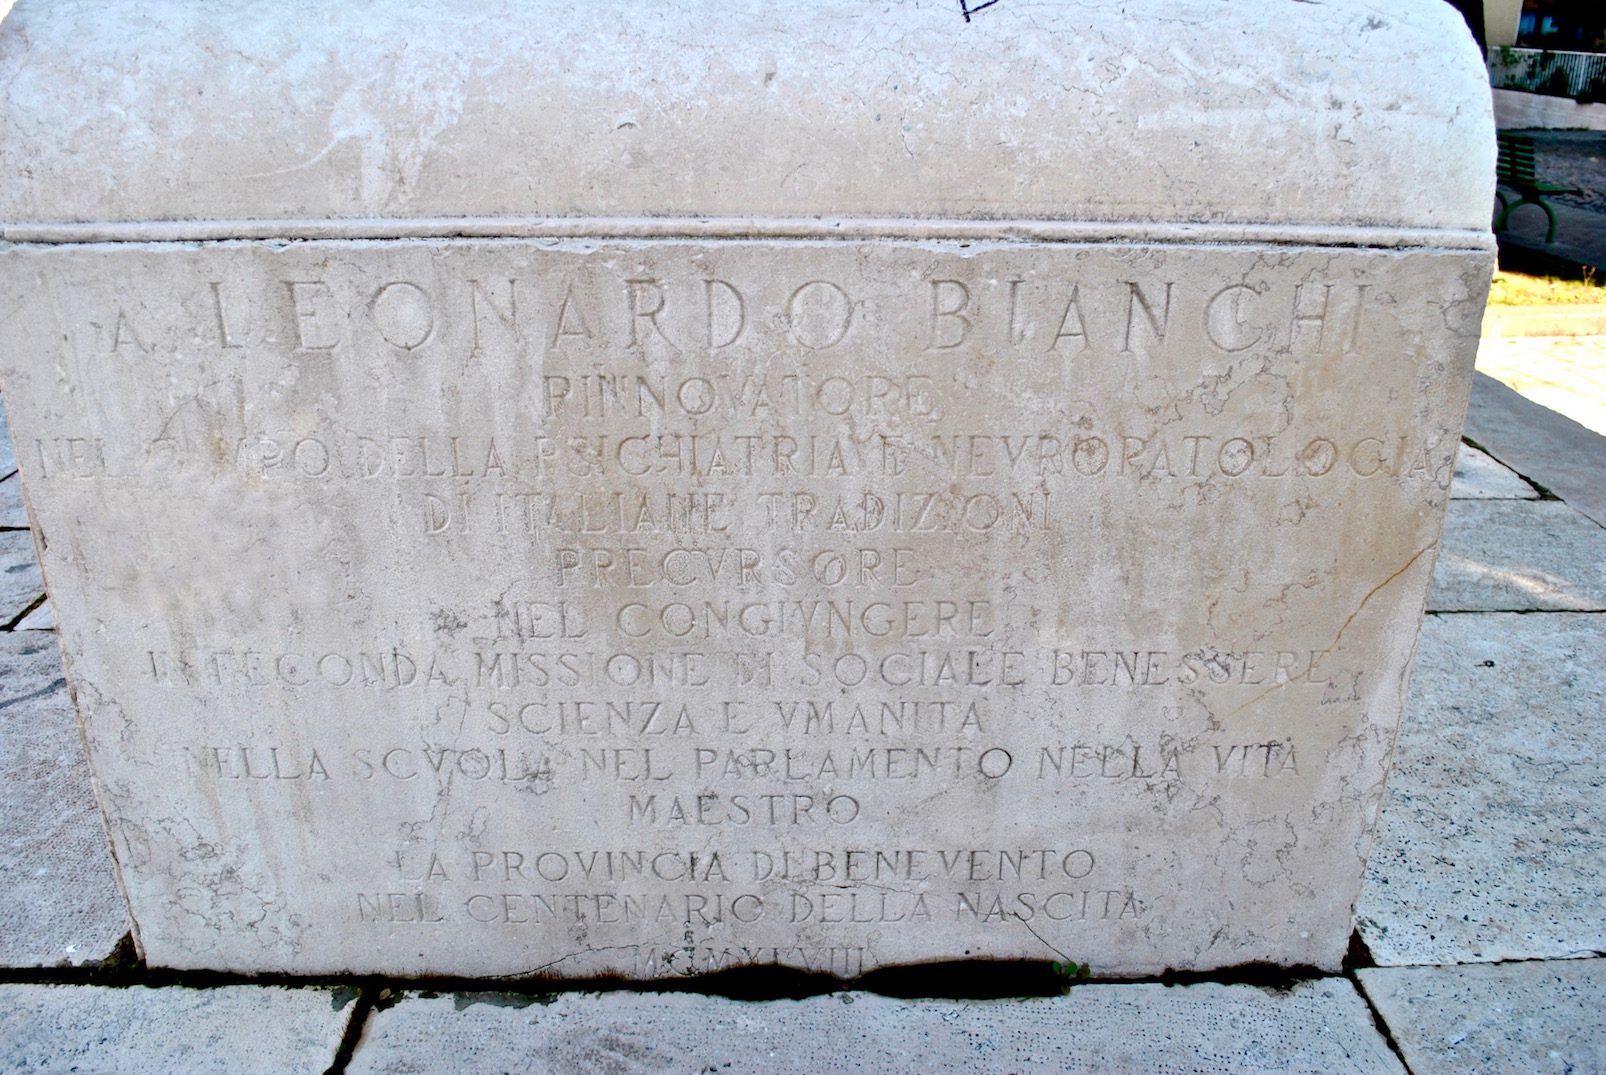 A LEONARDO BIANCHI
RINNOVATORE
NEL CAMPO DELLA PSICHIATRIA E NEVROPATOLOGIA
DI ITALIANE TRADIZIONI
PRECVRSORE
NEL CONGIVNGERE
IN FECONDA MISSIONE DI SOCIALE BENESSERE
SCIENZA E VMANITÀ
NELLA SCVOLA NEL PARLAMENTO NELLA VITA
MAESTRO
LA PROVINCIA DI BENEVENTO
NEL CENTENARIO DELLA NASCITA
MCMXLVIII